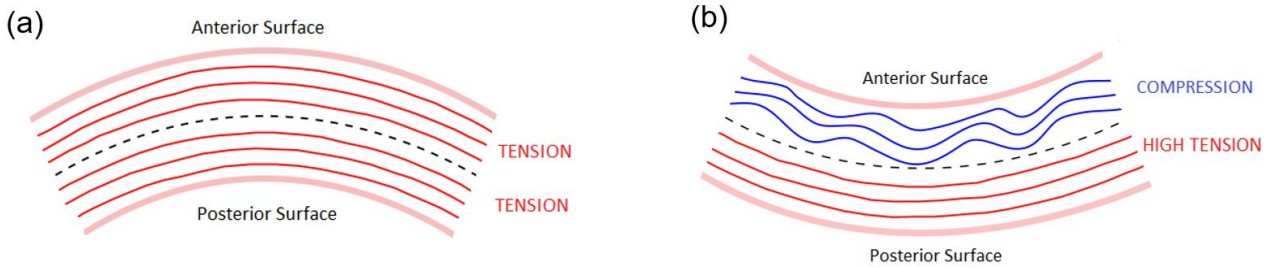 (a)
Anterior Surface
TENSION
TENSION
Posterior Surface
(b)
Anterior Surface
COMPRESSION
HIGH TENSION
Posterior Surface